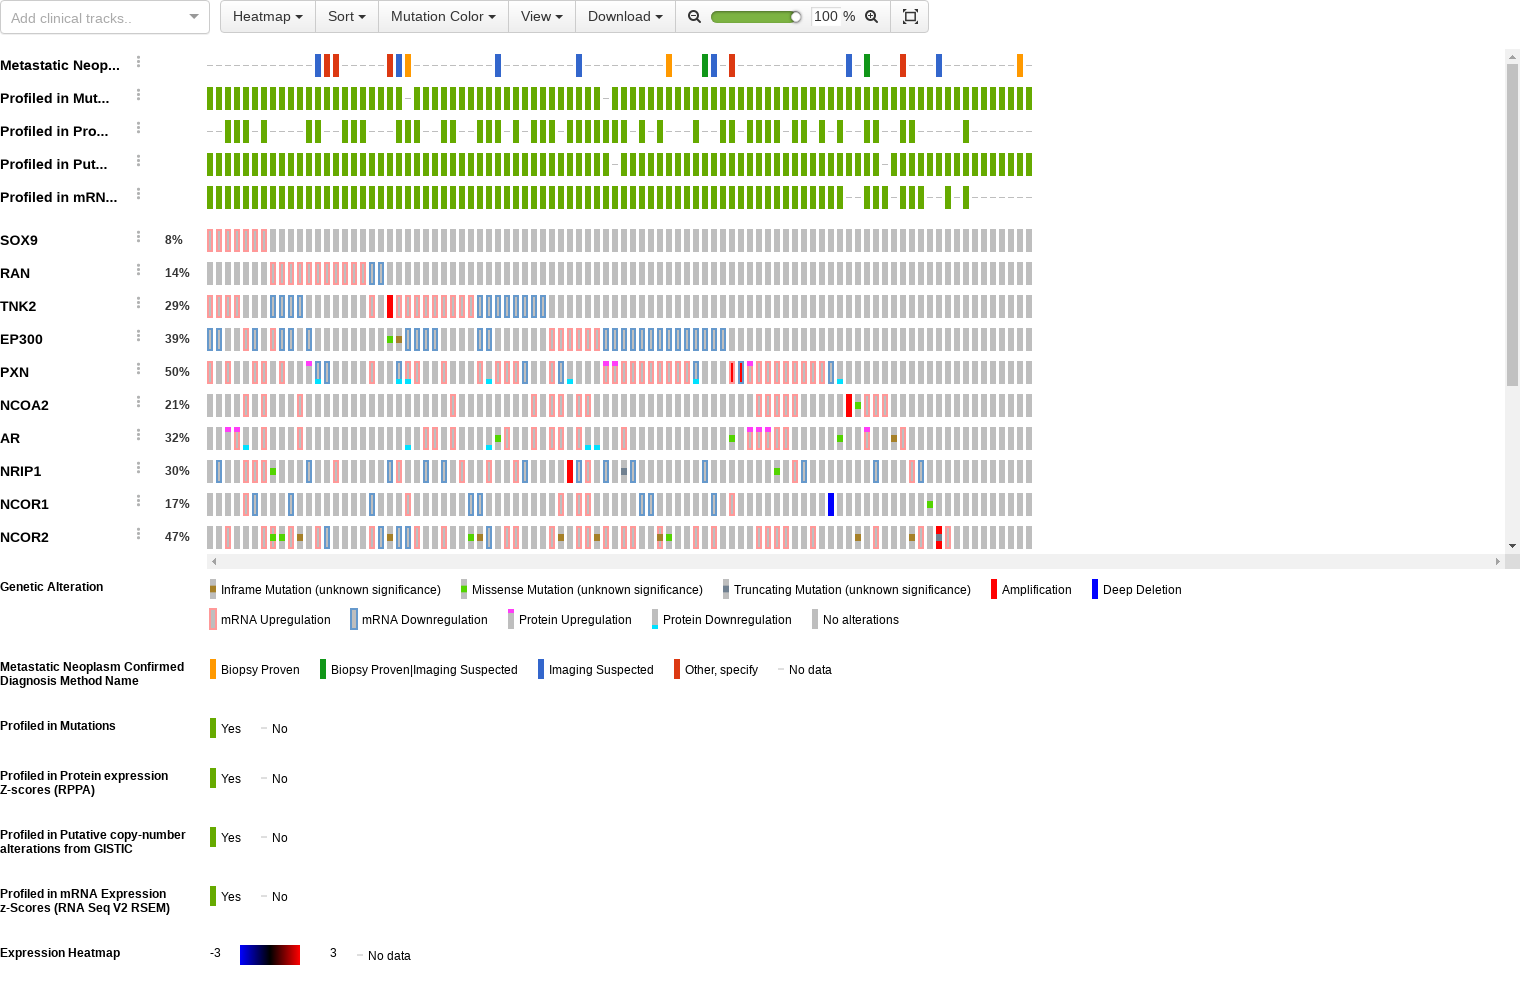 Add clinical tracks..
Heatmap Sort Mutation Color View Download 100 %
Metastatic Neop...
Profiled in Mut...
Profiled in Pro...
Profiled in Put...
Profiled in mRN...
SOX9 8%
RAN 14%
TNK2 29%
EP300 39%
PXN 50%
NCOA2 21%
AR 32%
NRIP1 30%
NCOR1 17%
NCOR2 47%
Genetic Alteration
Inframe Mutation (unknown significance) Missense Mutation (unknown significance) Truncating Mutation (unknown significance) Amplification Deep Deletion
mRNA Upregulation mRNA Downregulation Protein Upregulation Protein Downregulation No alterations
Metastatic Neoplasm Confirmed
Diagnosis Method Name
Biopsy Proven Biopsy Proven|Imaging Suspected Imaging Suspected Other, specify No data
Profiled in Mutations
Yes No
Profiled in Protein expression
Z-scores (RPPA)
Yes No
Profiled in Putative copy-number
alterations from GISTIC
Yes No
Profiled in mRNA Expression
z-Scores (RNA Seq V2 RSEM)
Yes No
Expression Heatmap
-3 3 No data